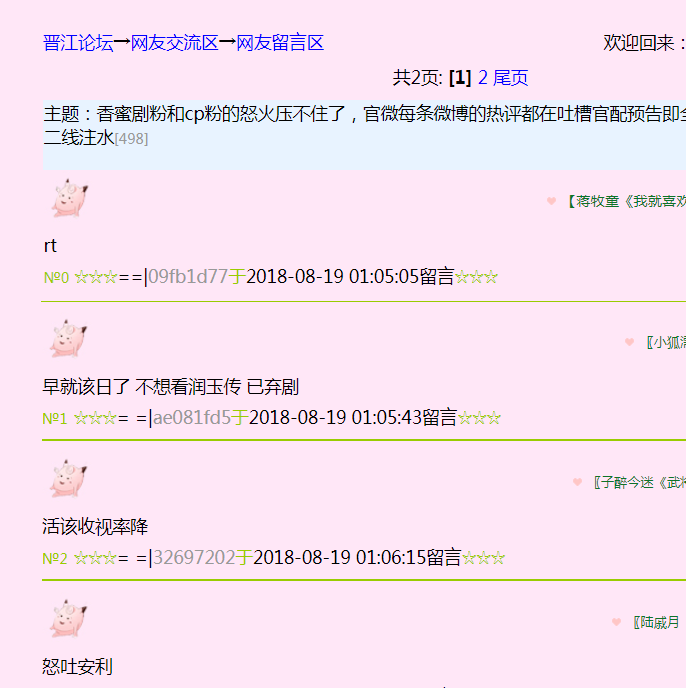 晋江论坛→网友交流区→网友留言区 欢迎回来：
共2页: [1] 2 尾页
主题：香蜜剧粉和cp粉的怒火压不住了，官微每条微博的热评都在吐槽官配预告即全
二线注水[498]
❤ 【蒋牧童《我就喜欢
rt
№0 ☆☆☆==|09fb1d77于2018-08-19 01:05:05留言☆☆☆
❤ 〖小狐濡
早就该日了 不想看润玉传 已弃剧
№1 ☆☆☆= =|ae081fd5于2018-08-19 01:05:43留言☆☆☆
❤ 〖子醉今迷《武将
活该收视率降
№2 ☆☆☆= =|32697202于2018-08-19 01:06:15留言☆☆☆
❤ 〖陆戚月
怒吐安利